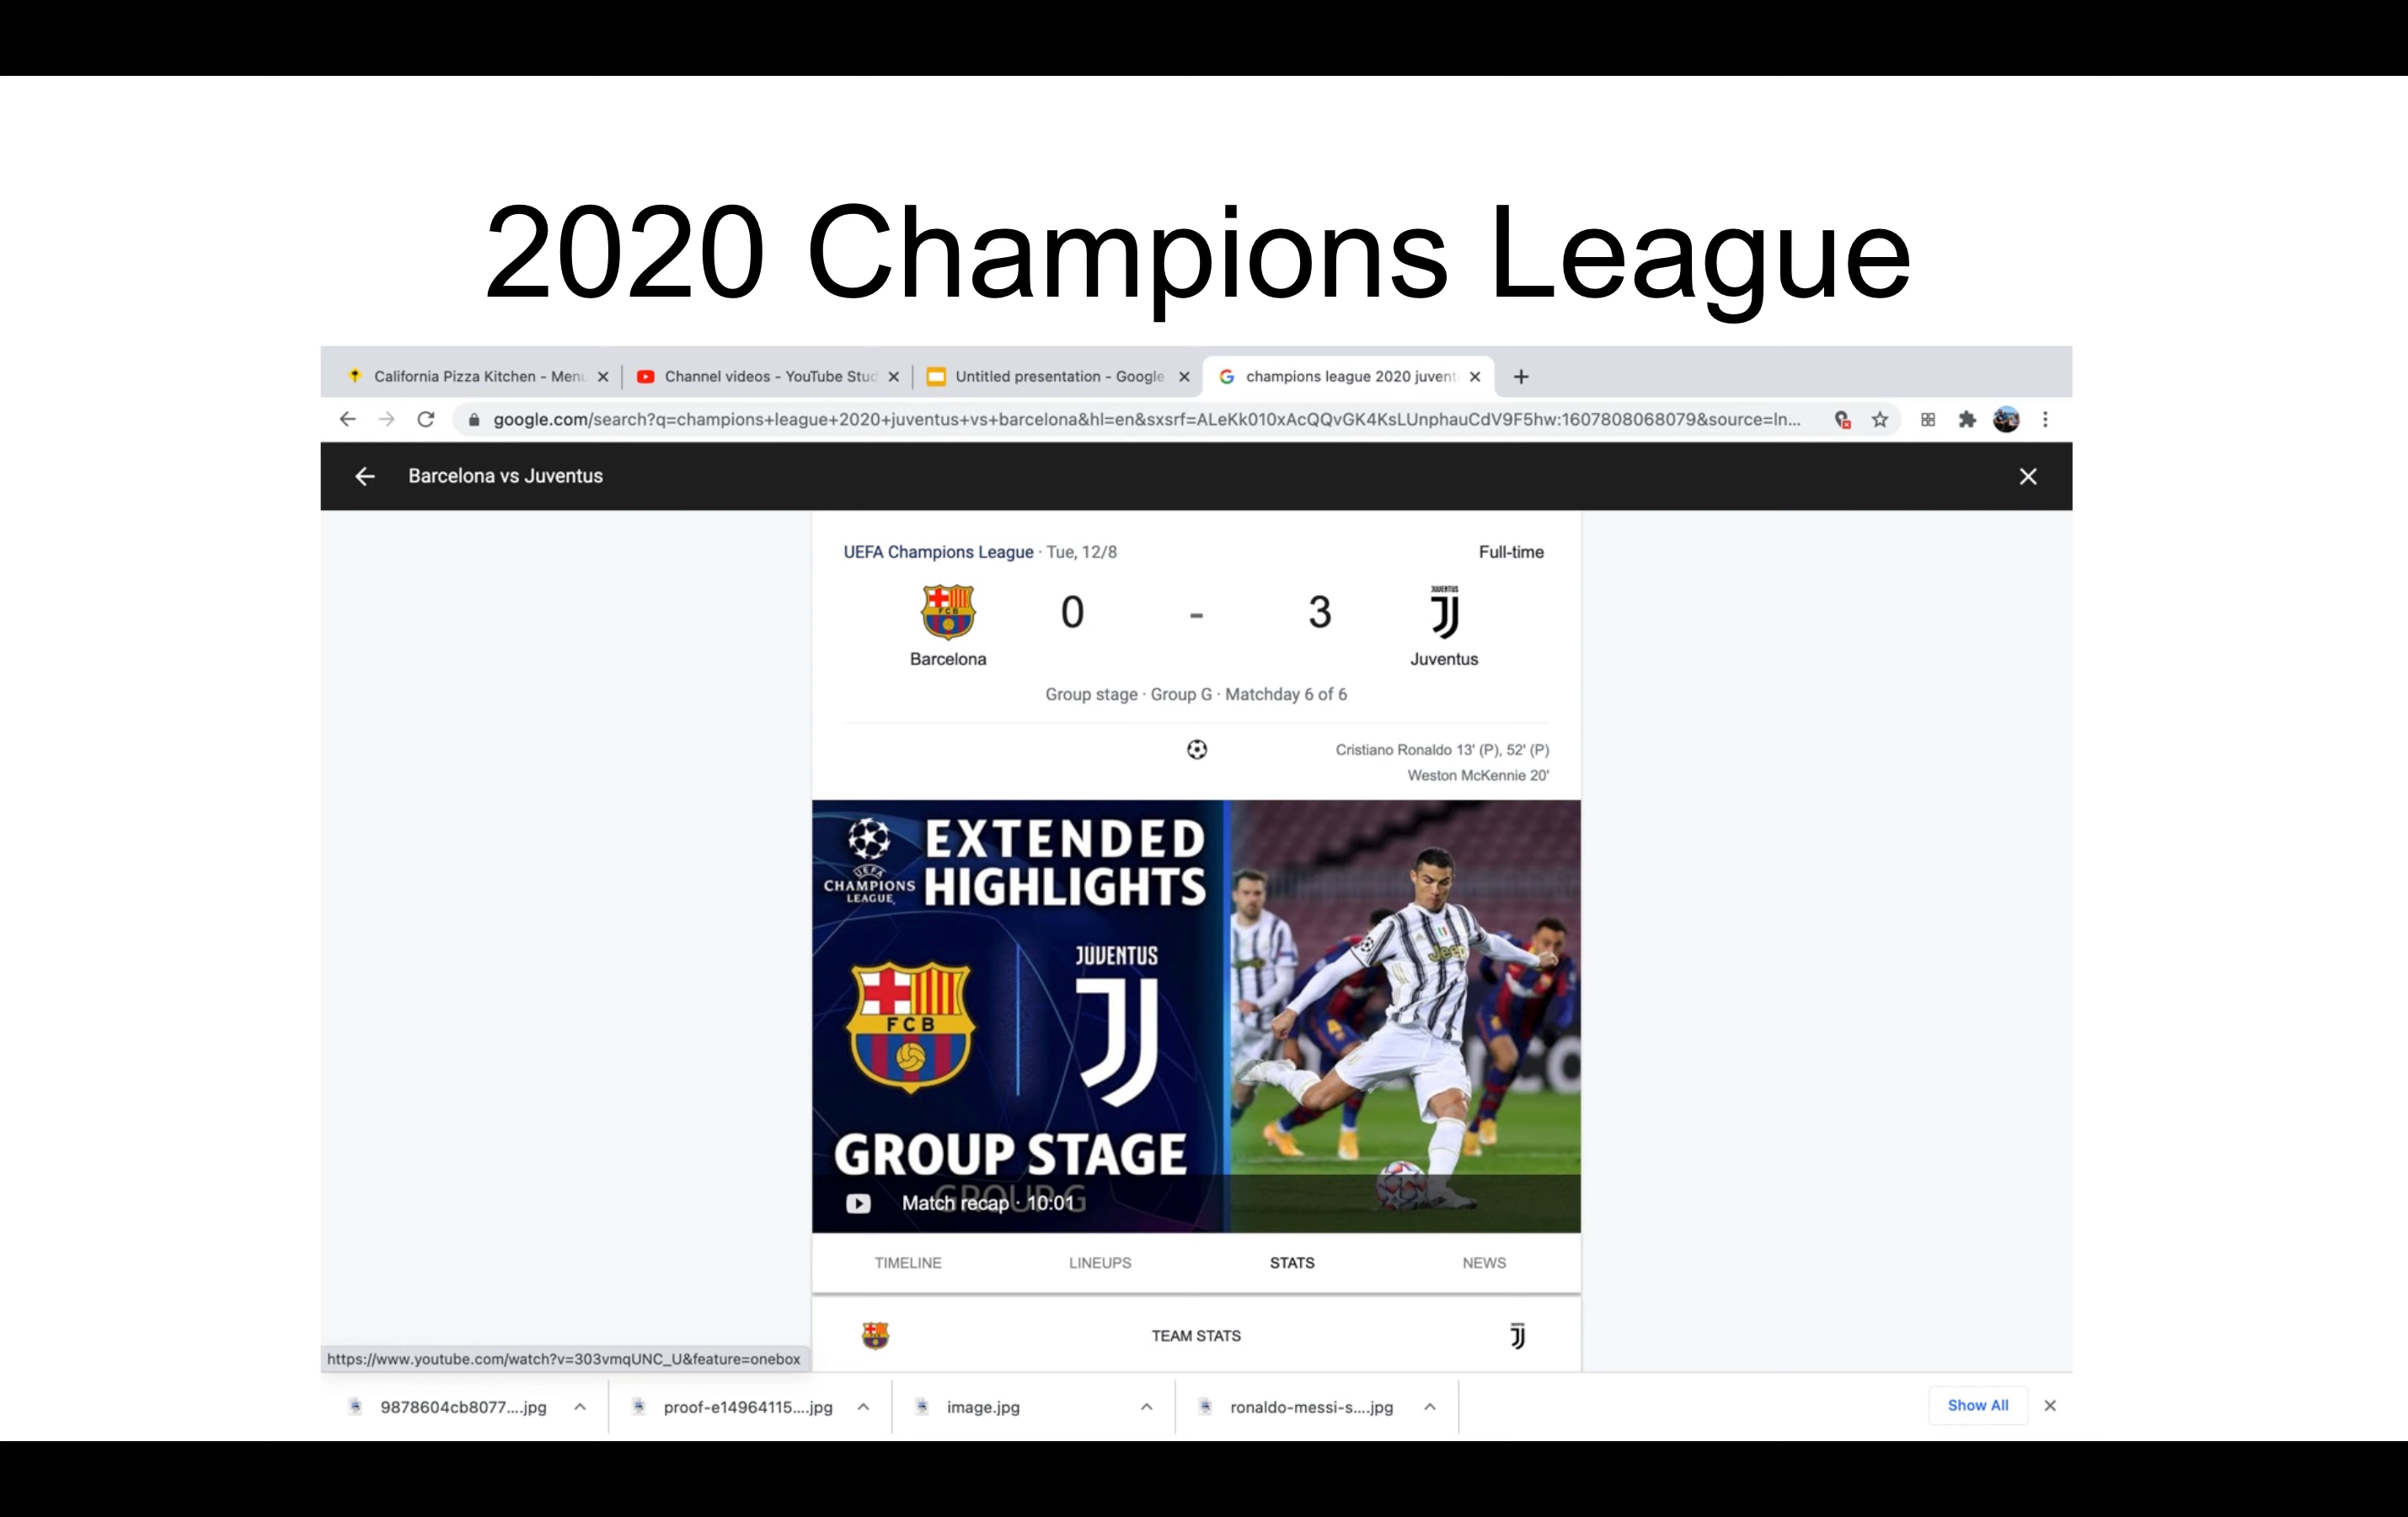 2020 Champions League
California Pizza Kitchen - Menu
Channel videos - YouTube Stud
Untitled presentation - Google
champions league 2020 juvent
google.com/search?q=champions+league+2020+juventus+vs+barcelona&hl=en&sxsrf=ALeKk010xAcQQvGK4KsLUnphauCdV9F5hw:1607808068079&source=ln...
Barcelona vs Juventus
UEFA Champions League · Tue, 12/8
Full-time
FCB
0 - 3
JUVENTUS
Barcelona
Juventus
Group stage · Group G · Matchday 6 of 6
Cristiano Ronaldo 13' (P), 52' (P)
Weston McKennie 20'
UEFA
CHAMPIONS
LEAGUE
EXTENDED
HIGHLIGHTS
JUVENTUS
FCB
Jeep
GROUP STAGE
GROUP G
Match recap · 10:01
TIMELINE
LINEUPS
STATS
NEWS
TEAM STATS
https://www.youtube.com/watch?v=303vmqUNC_U&feature=onebox
9878604cb8077....jpg
proof-e14964115....jpg
image.jpg
ronaldo-messi-s....jpg
Show All